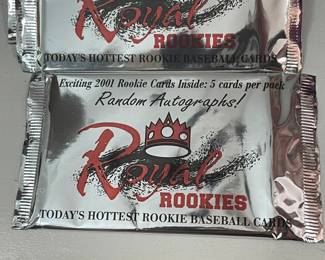 Royal
ROOKIES
TODAY'S HOTTEST ROOKIE BASEBALL CARDS
Exciting 2001 Rookie Cards Inside: 5 cards per pack
Random Autographs!
Royal
ROOKIES
TODAY'S HOTTEST ROOKIE BASEBALL CARDS